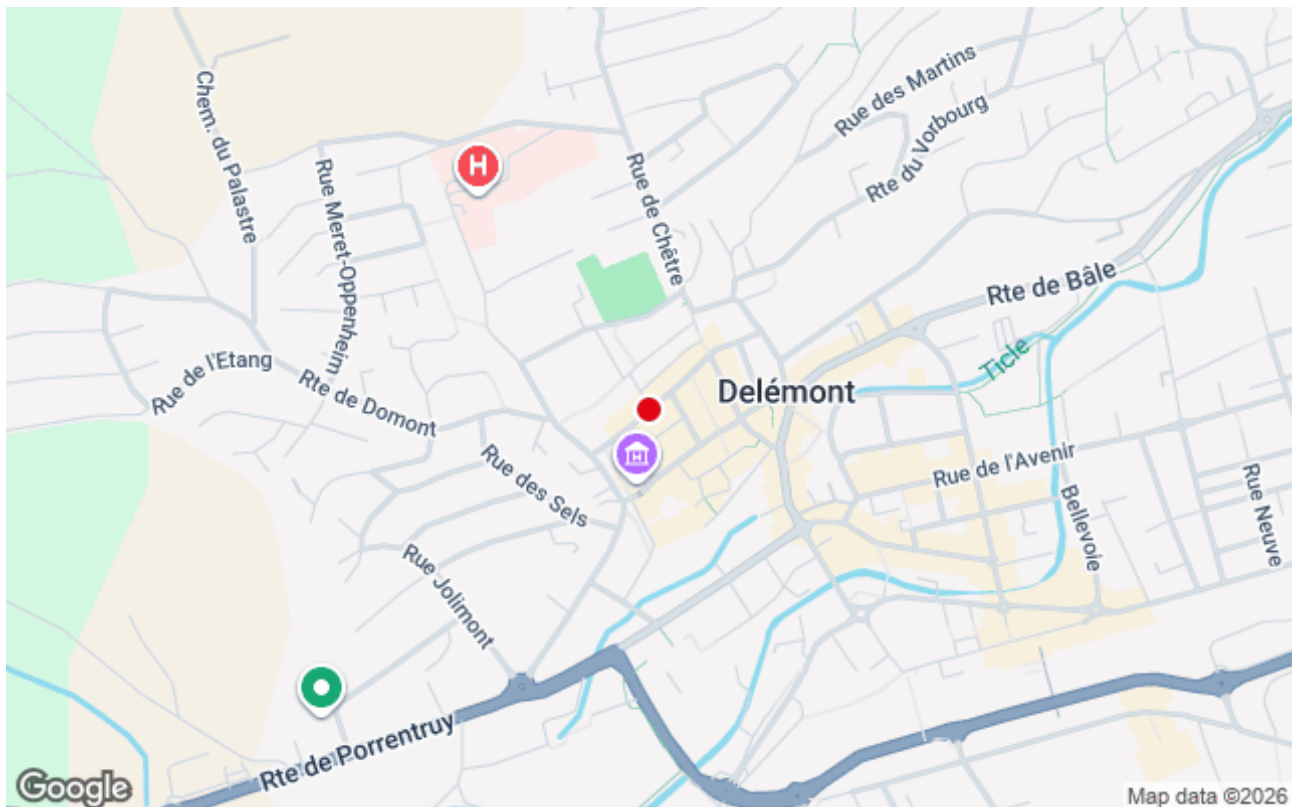 Rue des Martins
Chem. du Palastre
Rte du Vorbourg
Rue Meret-Oppenheim
H
Rue de Chêtre
Rte de Bâle
Ticle
Rue de l'Etang
Rte de Domont
Delémont
Rue de l'Avenir
Rue des Sels
Bellevoie
Rue Neuve
Rue Jolimont
Rte de Porrentruy
Google
Map data ©2026